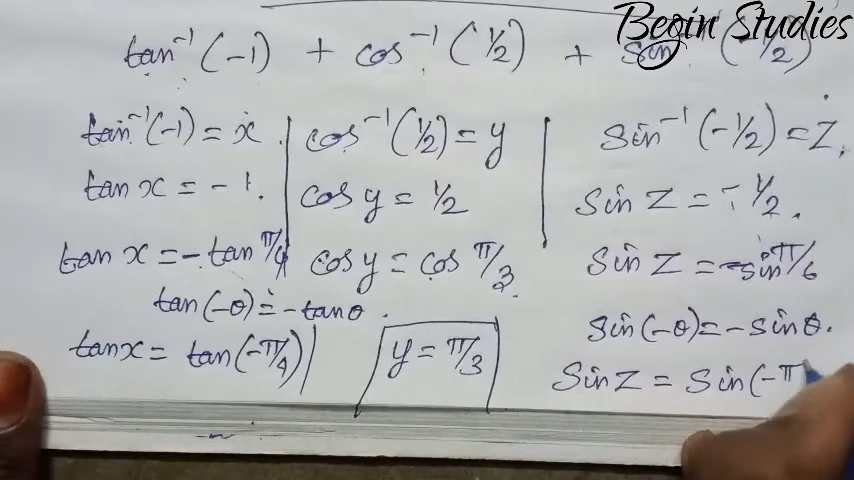 Begin Studies
tan⁻¹(-1) + cos⁻¹(1/2) + sin⁻¹(-1/2)
tan⁻¹(-1) = x
tan x = -1.
tan x = - tan π/4
tan(-θ) = -tanθ.
tanx = tan(-π/4)
cos⁻¹(1/2) = y
cos y = 1/2
cos y = cos π/3.
y = π/3
sin⁻¹(-1/2) = Z.
sin Z = -1/2.
sin Z = -sin π/6
sin(-θ) = -sinθ.
Sin Z = Sin(-π